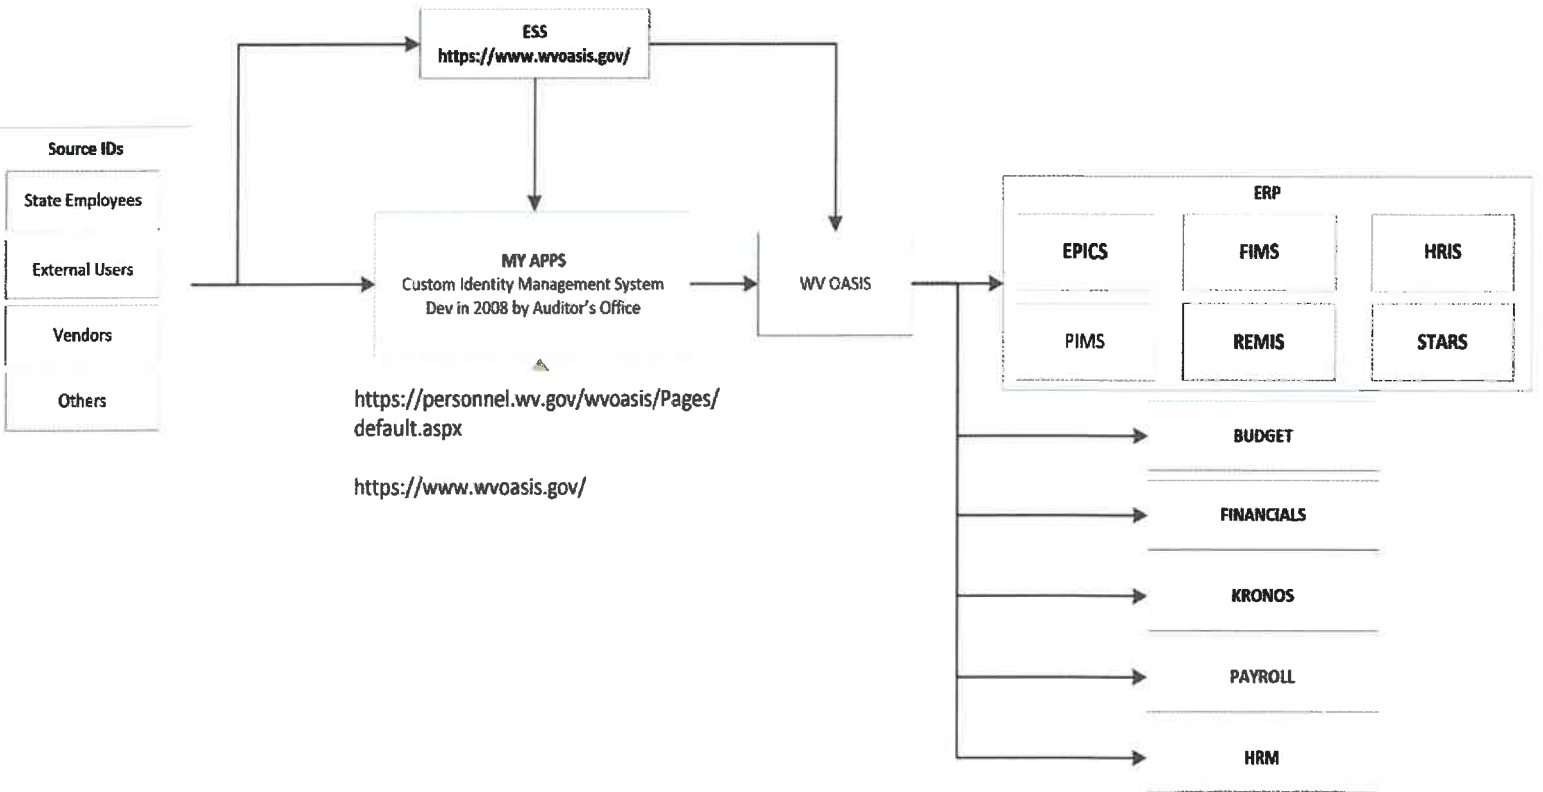 ESS
https://www.wvoasis.gov/
Source IDs
State Employees
External Users
Vendors
Others
MY APPS
Custom Identity Management System
Dev in 2008 by Auditor's Office
https://personnel.wv.gov/wvoasis/Pages/
default.aspx
https://www.wvoasis.gov/
WV OASIS
ERP
EPICS
FIMS
HRIS
PIMS
REMIS
STARS
BUDGET
FINANCIALS
KRONOS
PAYROLL
HRM